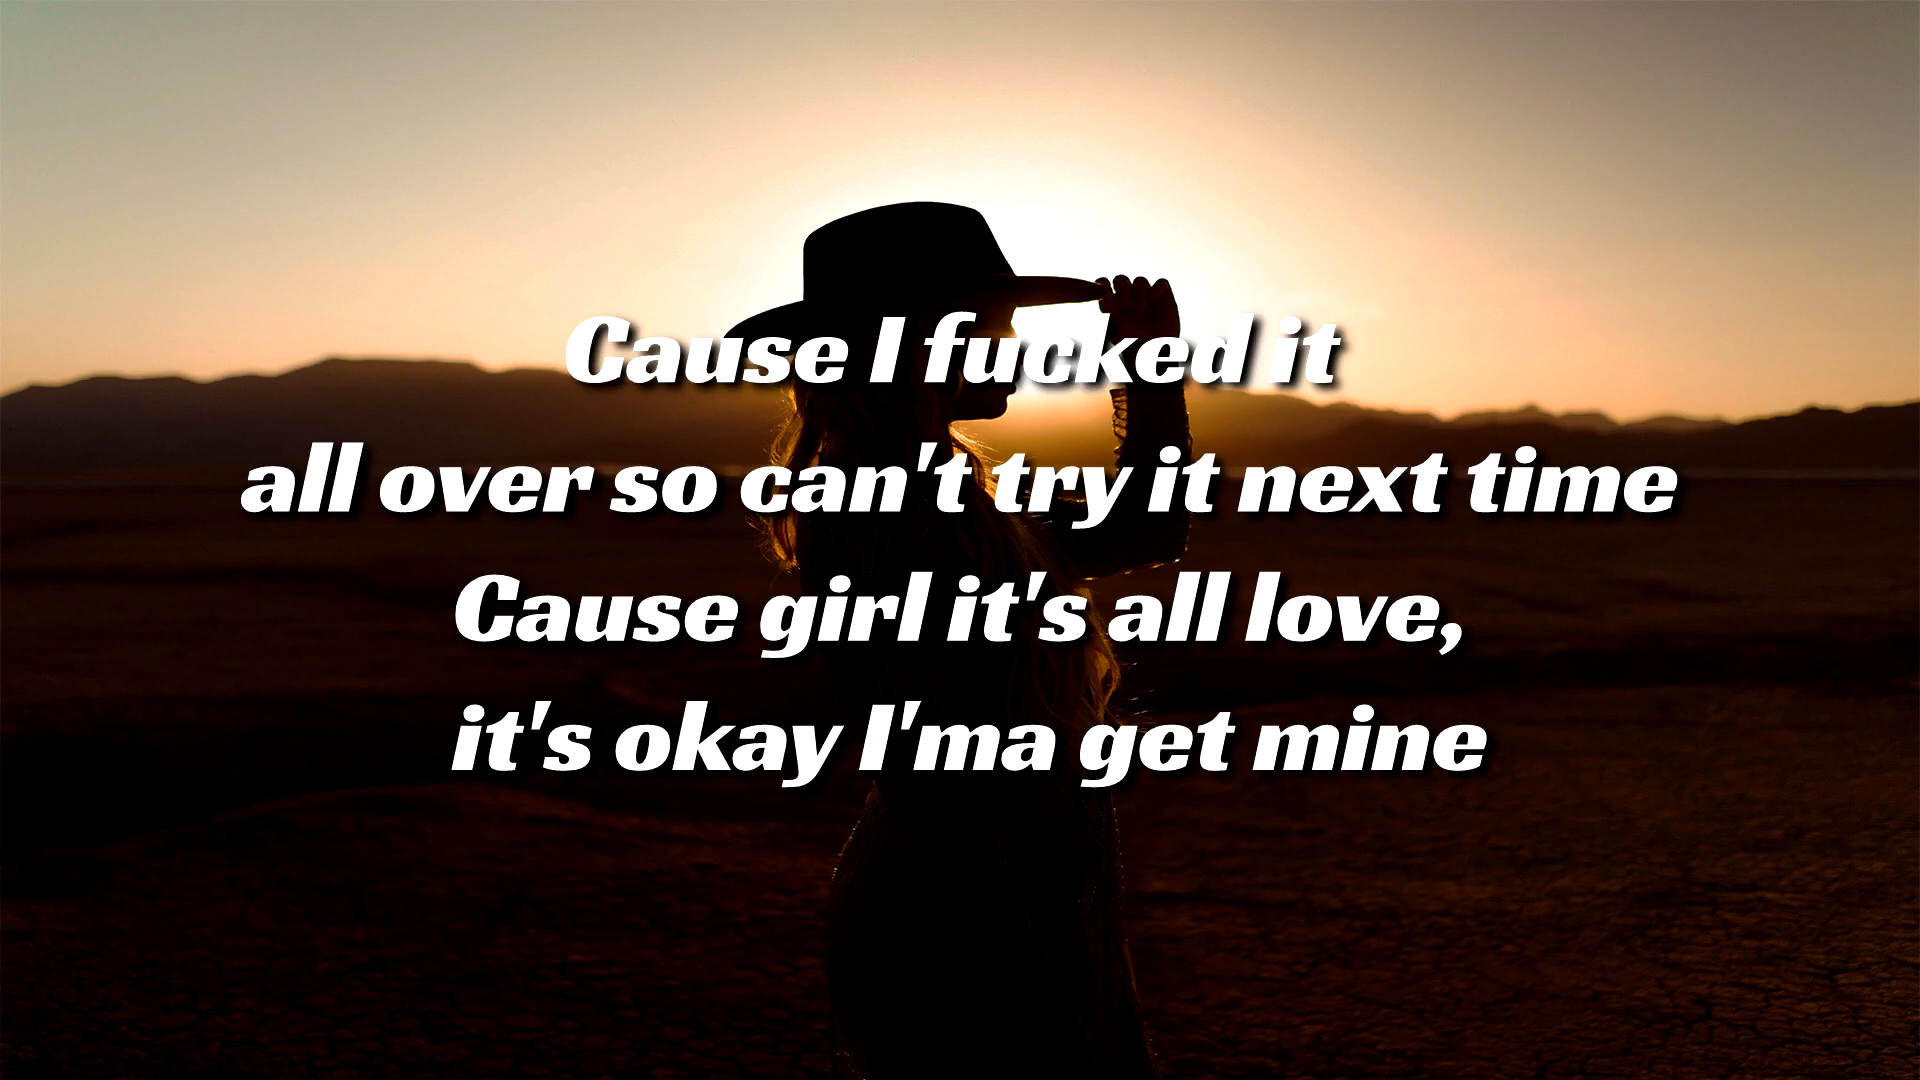 Cause I fucked it
all over so can't try it next time
Cause girl it's all love,
it's okay I'ma get mine